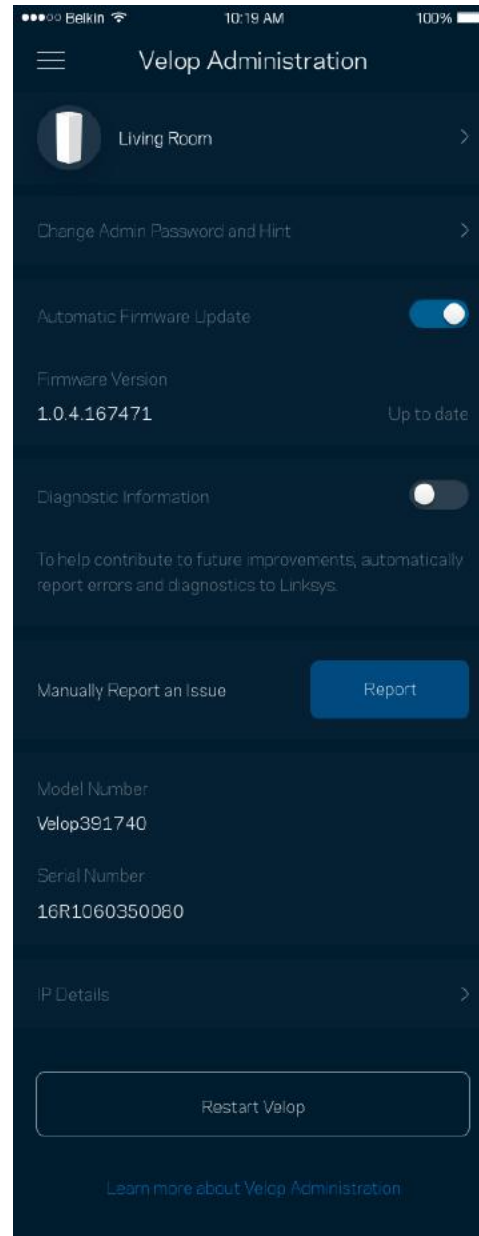 Belkin 10:19 AM 100%
Velop Administration
Living Room
Change Admin Password and Hint
Automatic Firmware Update
Firmware Version
1.0.4.167471 Up to date
Diagnostic Information
To help contribute to future improvements, automatically
report errors and diagnostics to Linksys.
Manually Report an Issue Report
Model Number
Velop391740
Serial Number
16R1060350080
IP Details
Restart Velop
Learn more about Velop Administration